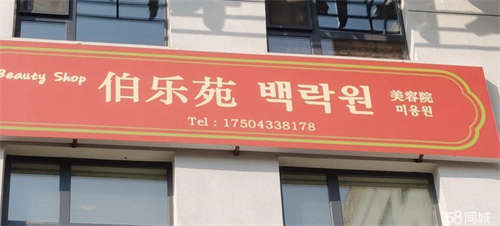 Beauty Shop
伯乐苑 백락원 美容院
미용원
Tel : 17504338178
58同城